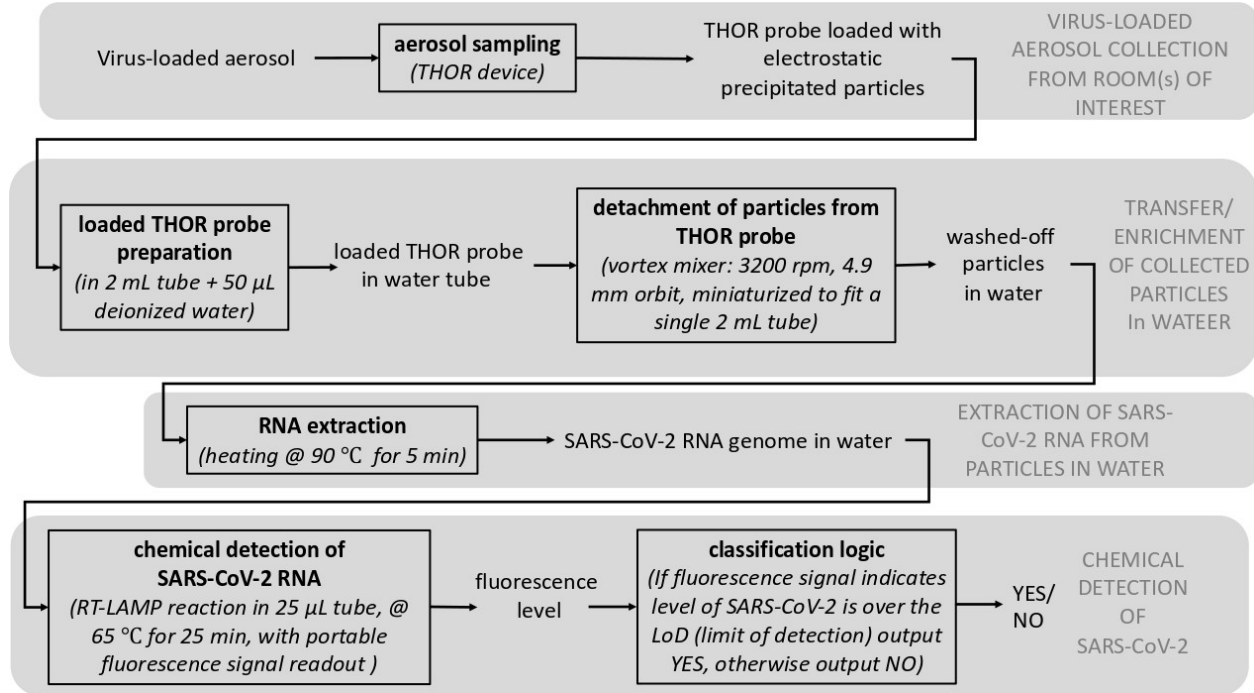 Virus-loaded aerosol
aerosol sampling
(THOR device)
THOR probe loaded with
electrostatic
precipitated particles
VIRUS-LOADED
AEROSOL COLLECTION
FROM ROOM(s) OF
INTEREST
loaded THOR probe
preparation
(in 2 mL tube + 50 µL
deionized water)
loaded THOR probe
in water tube
detachment of particles from
THOR probe
(vortex mixer: 3200 rpm, 4.9
mm orbit, miniaturized to fit a
single 2 mL tube)
washed-off
particles
in water
TRANSFER/
ENRICHMENT
OF COLLECTED
PARTICLES
In WATEER
RNA extraction
(heating @ 90 ℃ for 5 min)
SARS-CoV-2 RNA genome in water
EXTRACTION OF SARS-
CoV-2 RNA FROM
PARTICLES IN WATER
chemical detection of
SARS-CoV-2 RNA
(RT-LAMP reaction in 25 µL tube, @
65 ℃ for 25 min, with portable
fluorescence signal readout )
fluorescence
level
classification logic
(If fluorescence signal indicates
level of SARS-CoV-2 is over the
LoD (limit of detection) output
YES, otherwise output NO)
YES/
NO
CHEMICAL
DETECTION
OF
SARS-CoV-2